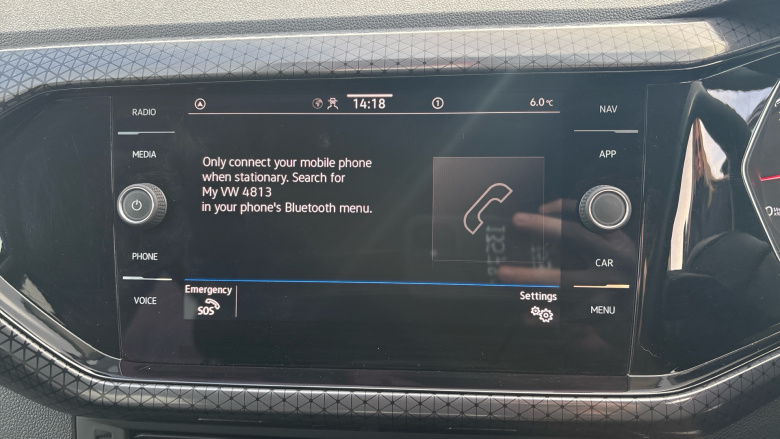 RADIO
MEDIA
PHONE
VOICE
14:18
1
6.0 °C
Only connect your mobile phone
when stationary. Search for
My VW 4813
in your phone's Bluetooth menu.
Emergency
SOS
Settings
NAV
APP
CAR
MENU